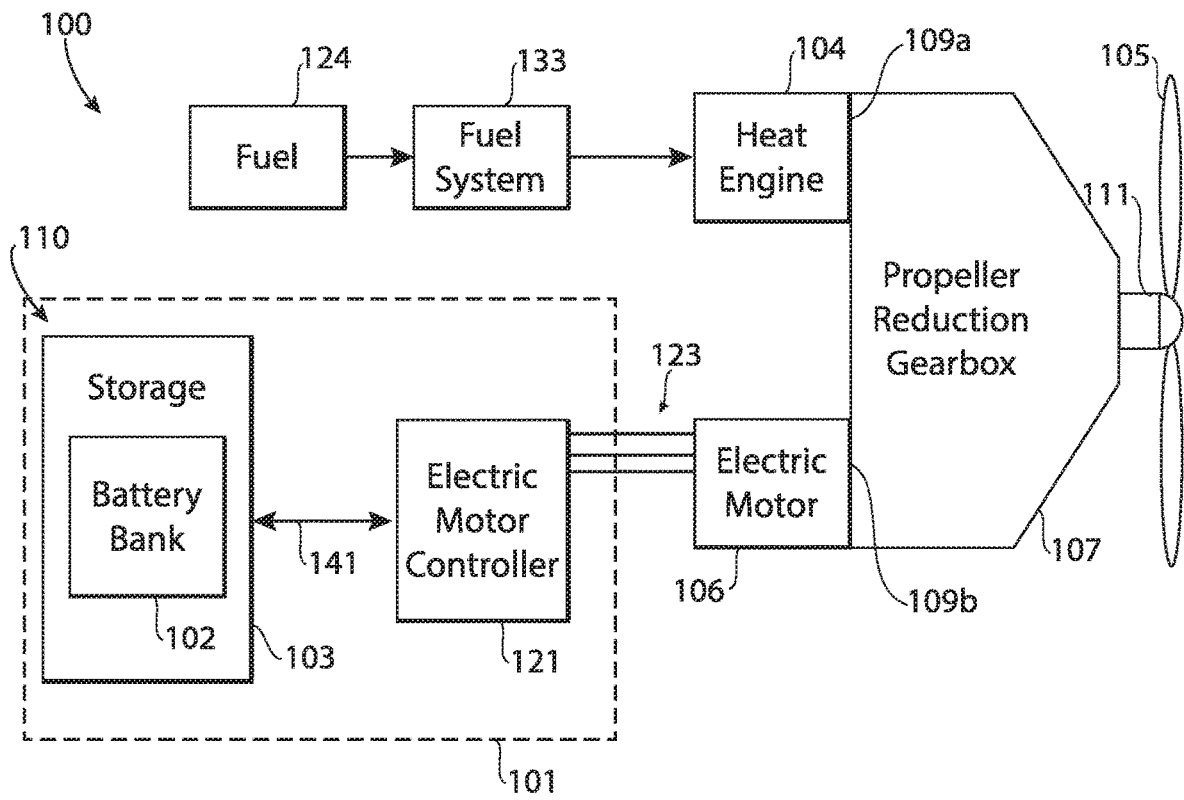 100
124
133
104
109a
105
Fuel
Fuel
System
Heat
Engine
111
110
Propeller
Reduction
Gearbox
123
Storage
Battery
Bank
141
Electric
Motor
Controller
Electric
Motor
107
106
109b
102
103
121
101